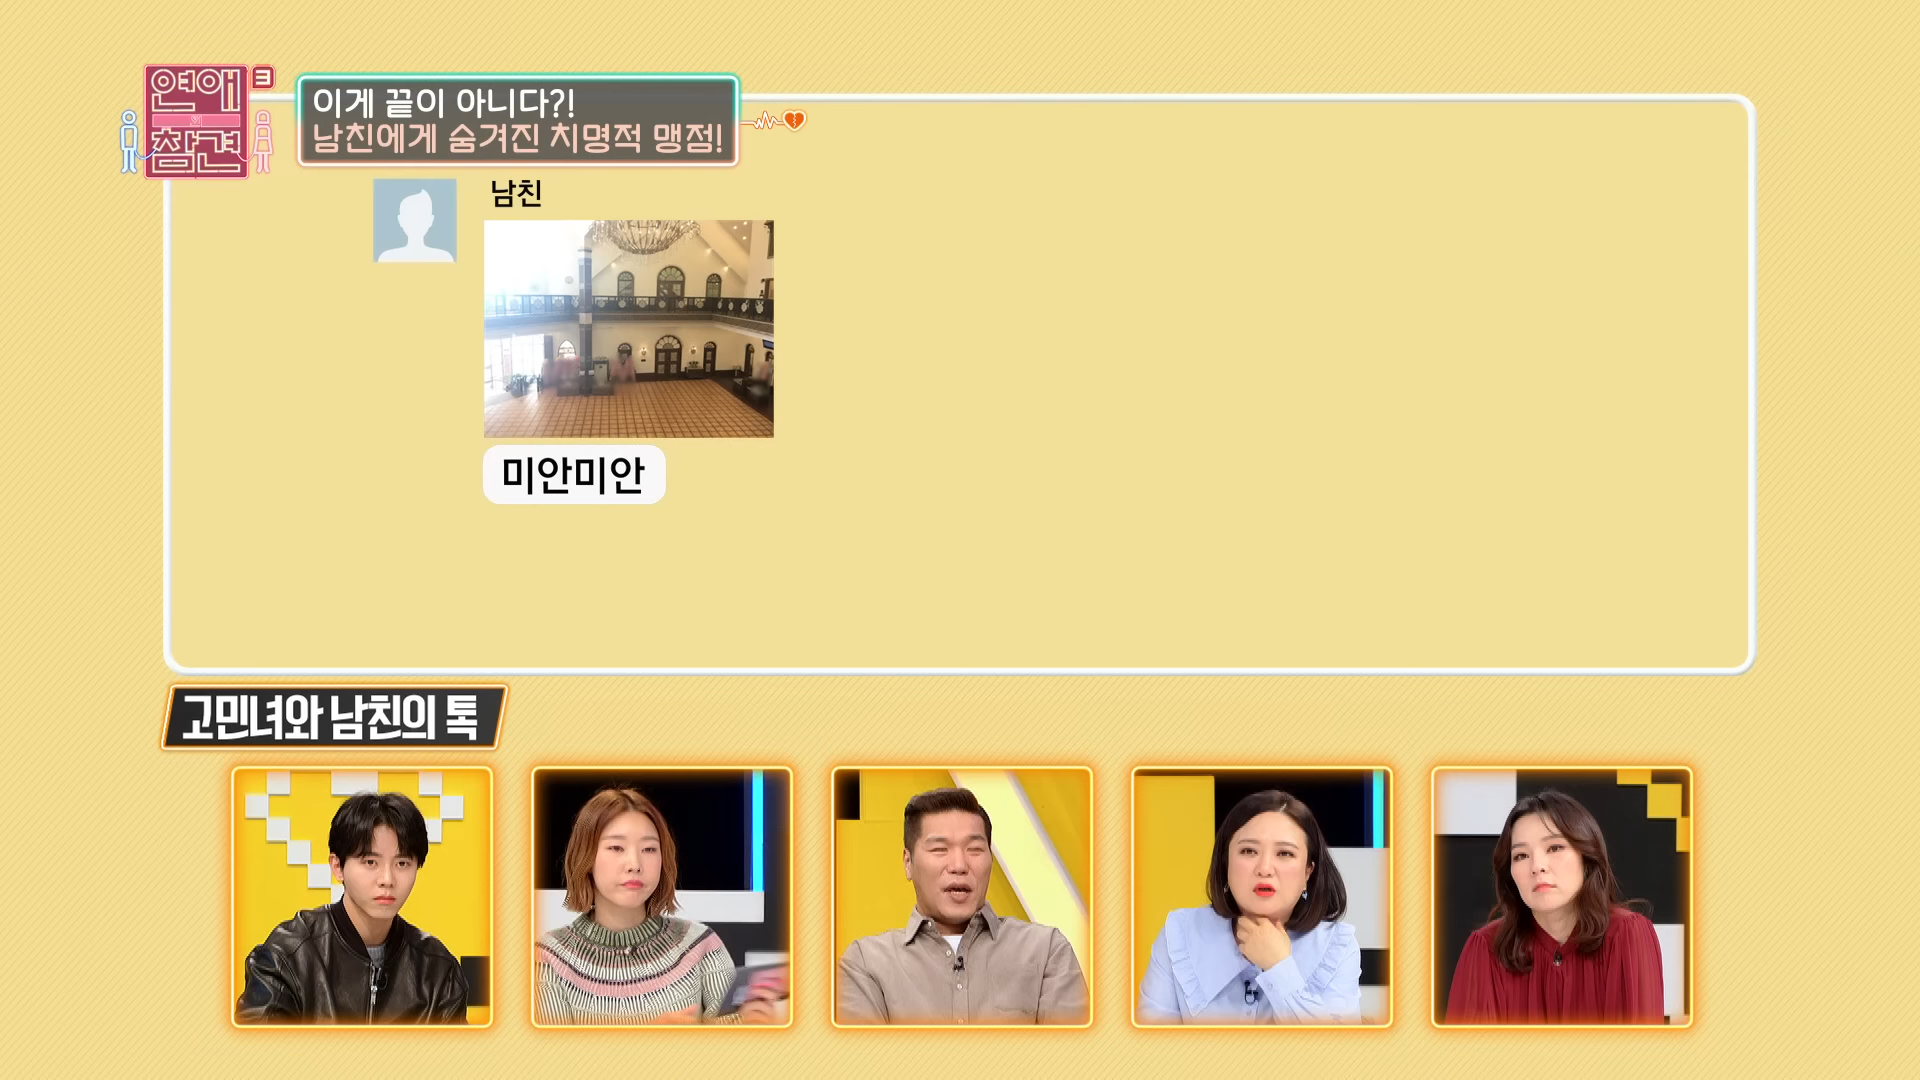 연애
의
참견
3
이게 끝이 아니다?!
남친에게 숨겨진 치명적 맹점!
남친
미안미안
고민녀와 남친의 톡